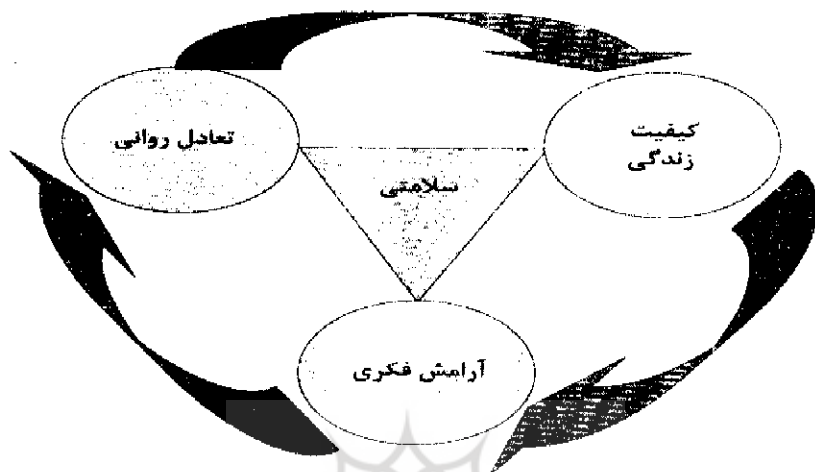 کیفیت
زندگی
تعادل روانی
سلامتی
آرامش فکری